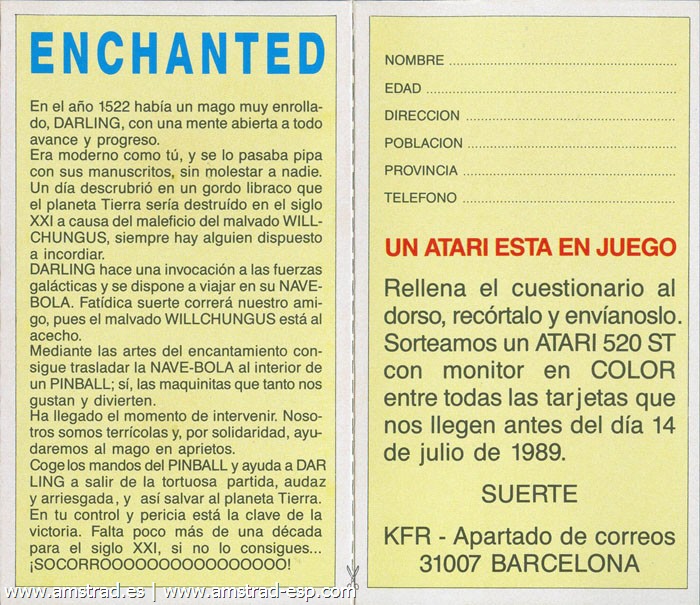 ENCHANTED
En el año 1522 había un mago muy enrolla-
do, DARLING, con una mente abierta a todo
avance y progreso.
Era moderno como tú, y se lo pasaba pipa
con sus manuscritos, sin molestar a nadie.
Un día descubrió en un gordo libraco que
el planeta Tierra sería destruído en el siglo
XXI a causa del maleficio del malvado WILL-
CHUNGUS, siempre hay alguien dispuesto
a incordiar.
DARLING hace una invocación a las fuerzas
galácticas y se dispone a viajar en su NAVE-
BOLA. Fatídica suerte correrá nuestro ami-
go, pues el malvado WILLCHUNGUS está al
acecho.
Mediante las artes del encantamiento con-
sigue trasladar la NAVE-BOLA al interior de
un PINBALL; sí, las maquinitas que tanto nos
gustan y divierten.
Ha llegado el momento de intervenir. Noso-
tros somos terrícolas y, por solidaridad, ayu-
daremos al mago en aprietos.
Coge los mandos del PINBALL y ayuda a DAR
LING a salir de la tortuosa partida, audaz
y arriesgada, y así salvar al planeta Tierra.
En tu control y pericia está la clave de la
victoria. Falta poco más de una década
para el siglo XXI, si no lo consigues...
¡SOCORROOOOOOOOOOOOOOOO!
NOMBRE
EDAD
DIRECCION
POBLACION
PROVINCIA
TELEFONO
UN ATARI ESTA EN JUEGO
Rellena el cuestionario al
dorso, recórtalo y envíanoslo.
Sorteamos un ATARI 520 ST
con monitor en COLOR
entre todas las tarjetas que
nos llegen antes del día 14
de julio de 1989.
SUERTE
KFR - Apartado de correos
31007 BARCELONA
www.amstrad.es | www.amstrad-esp.com